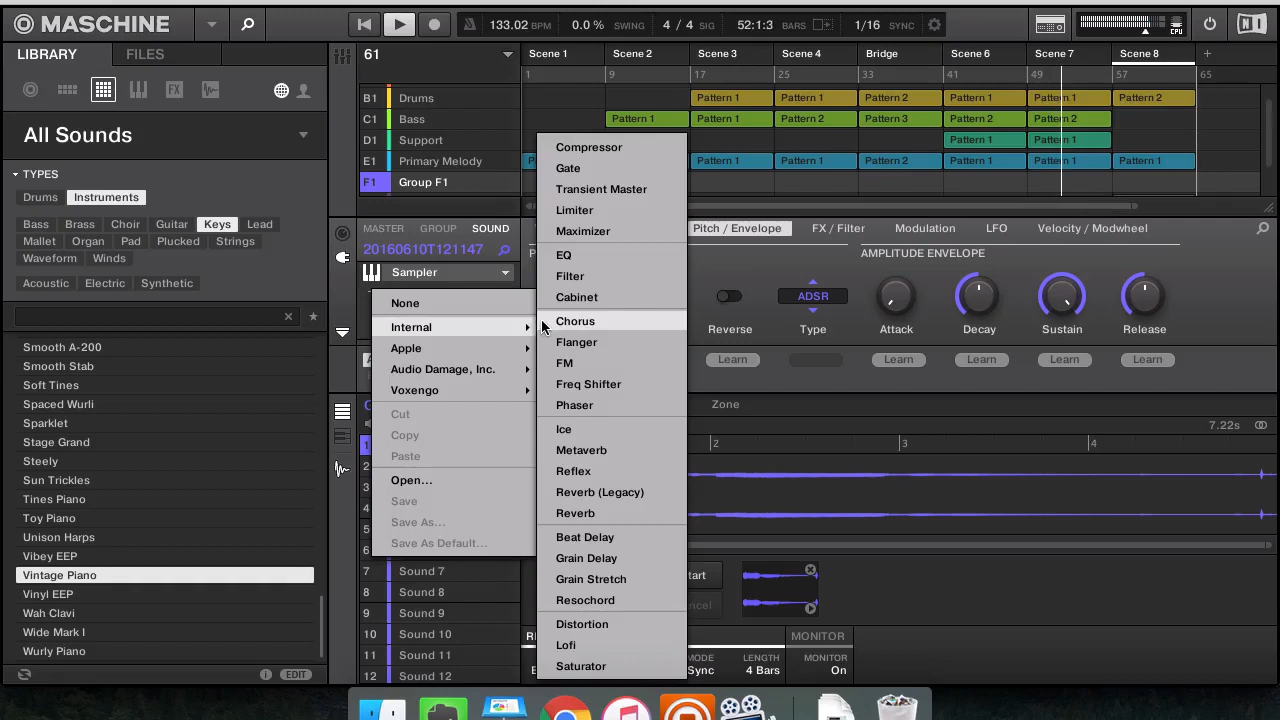 MASCHINE
133.02 BPM
0.0 % SWING
4 / 4 SIG
52:1:3 BARS
1/16 SYNC
CPU
LIBRARY
FILES
All Sounds
TYPES
Drums Instruments
Bass Brass Choir Guitar Keys Lead
Mallet Organ Pad Plucked Strings
Waveform Winds
Acoustic Electric Synthetic
Smooth A-200
Smooth Stab
Soft Tines
Spaced Wurli
Sparklet
Stage Grand
Steely
Sun Trickles
Tines Piano
Toy Piano
Unison Harps
Vibey EEP
Vintage Piano
Vinyl EEP
Wah Clavi
Wide Mark I
Wurly Piano
EDIT
61
Scene 1 Scene 2 Scene 3 Scene 4 Bridge Scene 6 Scene 7 Scene 8 +
1 9 17 25 33 41 49 57 65
B1 Drums Pattern 1 Pattern 1 Pattern 2 Pattern 1 Pattern 1 Pattern 2
C1 Bass Pattern 1 Pattern 1 Pattern 2 Pattern 3 Pattern 2 Pattern 2
D1 Support Pattern 1 Pattern 1
E1 Primary Melody Pattern 1 Pattern 1 Pattern 2 Pattern 1 Pattern 1 Pattern 1
F1 Group F1
MASTER GROUP SOUND
20160610T121147
Sampler
Pitch / Envelope FX / Filter Modulation LFO Velocity / Modwheel
AMPLITUDE ENVELOPE
ADSR
Reverse Type Attack Decay Sustain Release
Learn Learn Learn Learn Learn
None
Internal
Apple
Audio Damage, Inc.
Voxengo
Cut
Copy
Paste
Open...
Save
Save As...
Save As Default...
Compressor
Gate
Transient Master
Limiter
Maximizer
EQ
Filter
Cabinet
Chorus
Flanger
FM
Freq Shifter
Phaser
Ice
Metaverb
Reflex
Reverb (Legacy)
Reverb
Beat Delay
Grain Delay
Grain Stretch
Resochord
Distortion
Lofi
Saturator
Zone
7.22s
2 3 4
1
2
3
4
5
6
7 Sound 7
8 Sound 8
9 Sound 9
10 Sound 10
11 Sound 11
12 Sound 12
MODE
Sync
LENGTH
4 Bars
MONITOR
MONITOR
On